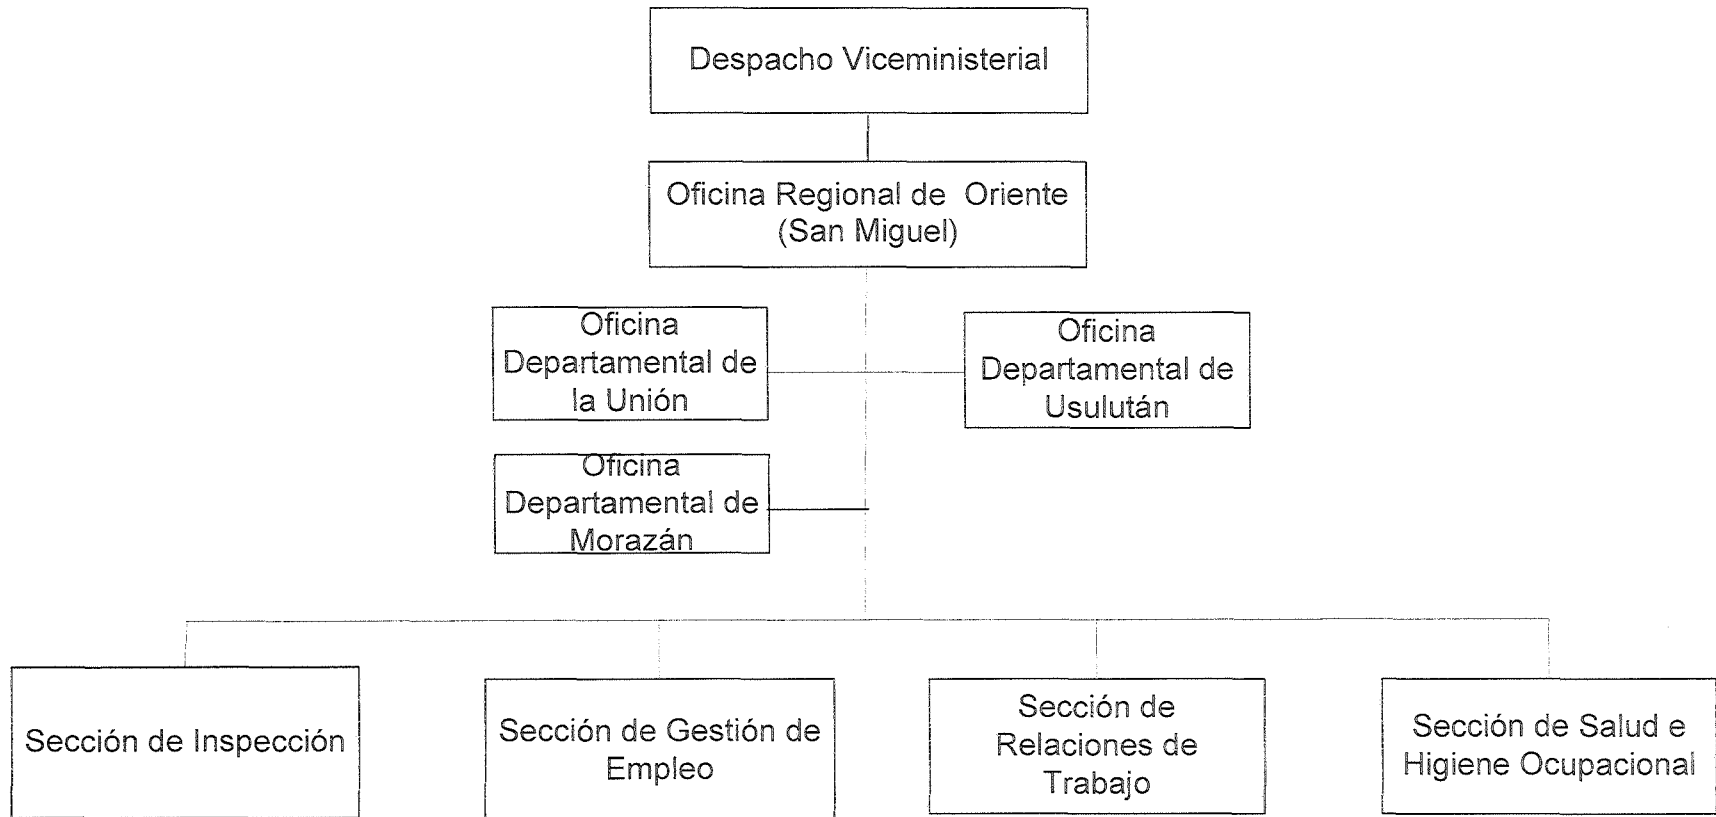 Despacho Viceministerial
Oficina Regional de Oriente
(San Miguel)
Oficina
Departamental de
la Unión
Oficina
Departamental de
Usulután
Oficina
Departamental de
Morazán
Sección de Inspección
Sección de Gestión de
Empleo
Sección de
Relaciones de
Trabajo
Sección de Salud e
Higiene Ocupacional